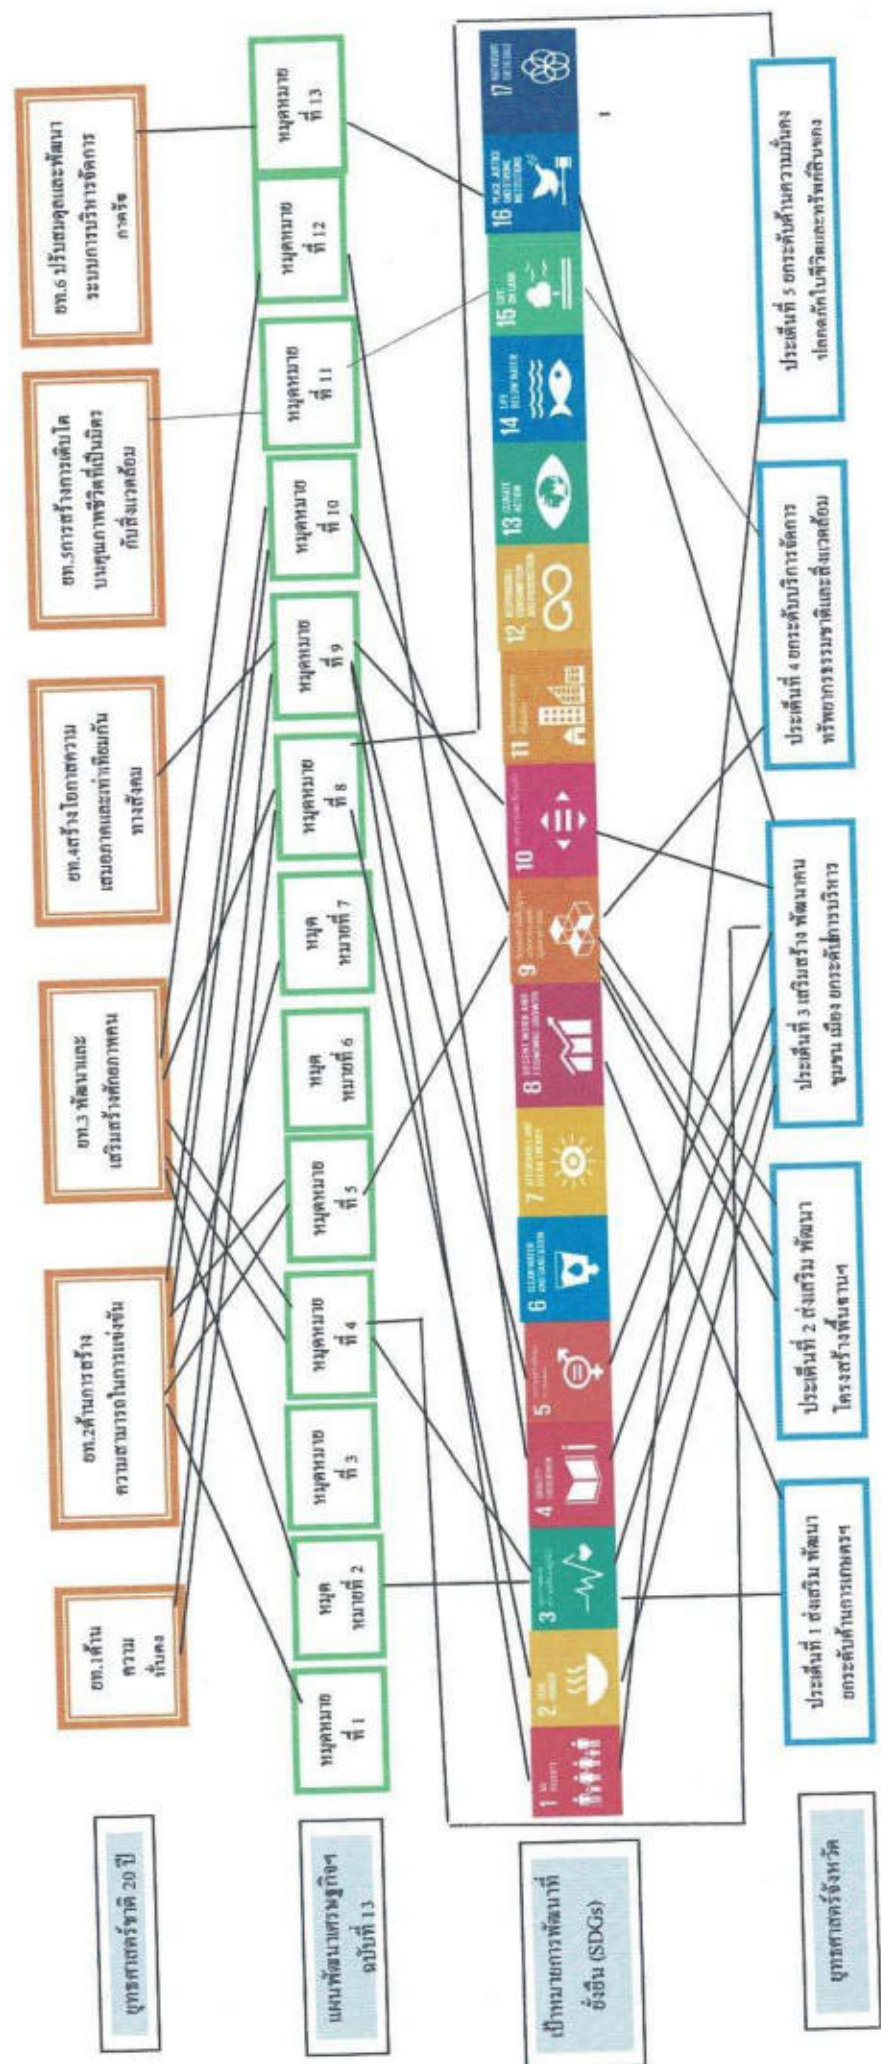 ยุทธศาสตร์ชาติ 20 ปี
ยท.1ด้าน
ความ
มั่นคง
ยท.2ด้านการสร้าง
ความสามารถในการแข่งขัน
ยท.3 พัฒนาและ
เสริมสร้างศักยภาพคน
ยท.4สร้างโอกาสความ
เสมอภาคและเท่าเทียมกัน
ทางสังคม
ยท.5การสร้างการเติบโต
บนคุณภาพชีวิตที่เป็นมิตร
กับสิ่งแวดล้อม
ยท.6 ปรับสมดุลและพัฒนา
ระบบการบริหารจัดการ
ภาครัฐ
แผนพัฒนาเศรษฐกิจฯ
ฉบับที่ 13
หมุดหมาย
ที่ 1
หมุด
หมายที่ 2
หมุดหมาย
ที่ 3
หมุดหมาย
ที่ 4
หมุดหมาย
ที่ 5
หมุด
หมายที่ 6
หมุด
หมายที่ 7
หมุดหมาย
ที่ 8
หมุดหมาย
ที่ 9
หมุดหมาย
ที่ 10
หมุดหมาย
ที่ 11
หมุดหมาย
ที่ 12
หมุดหมาย
ที่ 13
เป้าหมายการพัฒนาที่
ยั่งยืน (SDGs)
1 NO
POVERTY
2 ZERO
HUNGER
3
4 QUALITY
EDUCATION
5
6 CLEAN WATER
AND SANITATION
7 AFFORDABLE AND
CLEAN ENERGY
8 DECENT WORK AND
ECONOMIC GROWTH
9
10
11
12 RESPONSIBLE
CONSUMPTION
AND PRODUCTION
13 CLIMATE
ACTION
14 LIFE
BELOW WATER
15 LIFE
ON LAND
16 PEACE, JUSTICE
AND STRONG
INSTITUTIONS
17 PARTNERSHIPS
FOR THE GOALS
ยุทธศาสตร์จังหวัด
ประเด็นที่ 1 ส่งเสริม พัฒนา
ยกระดับด้านการเกษตรฯ
ประเด็นที่ 2 ส่งเสริม พัฒนา
โครงสร้างพื้นฐานฯ
ประเด็นที่ 3 เสริมสร้าง พัฒนาคน
ชุมชน เมือง ยกระดับการบริหาร
ประเด็นที่ 4 ยกระดับบริการจัดการ
ทรัพยากรธรรมชาติและสิ่งแวดล้อม
ประเด็นที่ 5 ยกระดับด้านความมั่นคง
ปลอดภัยในชีวิตและทรัพย์สินของ